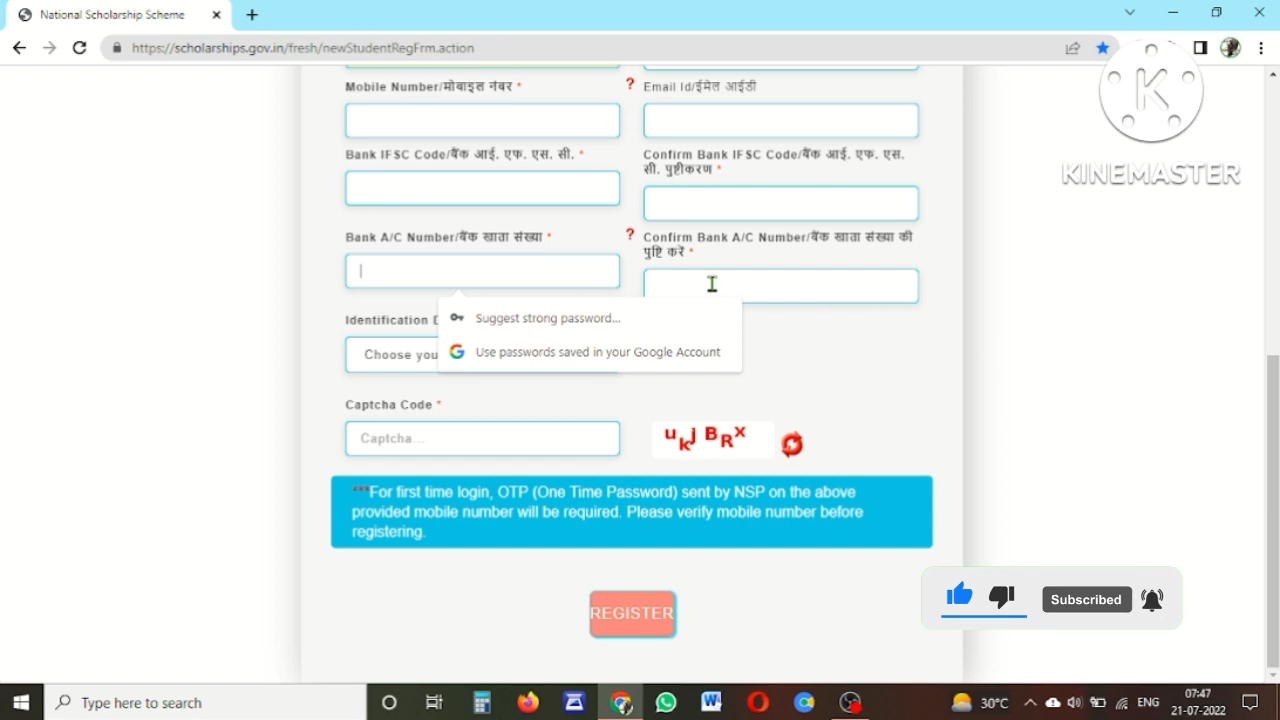 National Scholarship Scheme
https://scholarships.gov.in/fresh/newStudentRegFrm.action
Mobile Number/मोबाइल नंबर *
? Email Id/ईमेल आईडी
Bank IFSC Code/बैंक आई. एफ. एस. सी. *
Confirm Bank IFSC Code/बैंक आई. एफ. एस.
सी. पुष्टीकरण *
Bank A/C Number/बैंक खाता संख्या *
? Confirm Bank A/C Number/बैंक खाता संख्या की
पुष्टि करें *
Suggest strong password...
Use passwords saved in your Google Account
Identification
Choose you
Captcha Code *
Captcha...
u k j B R x
***For first time login, OTP (One Time Password) sent by NSP on the above
provided mobile number will be required. Please verify mobile number before
registering.
REGISTER
K
KINEMASTER
Subscribed
Type here to search
30°C
ENG
07:47
21-07-2022